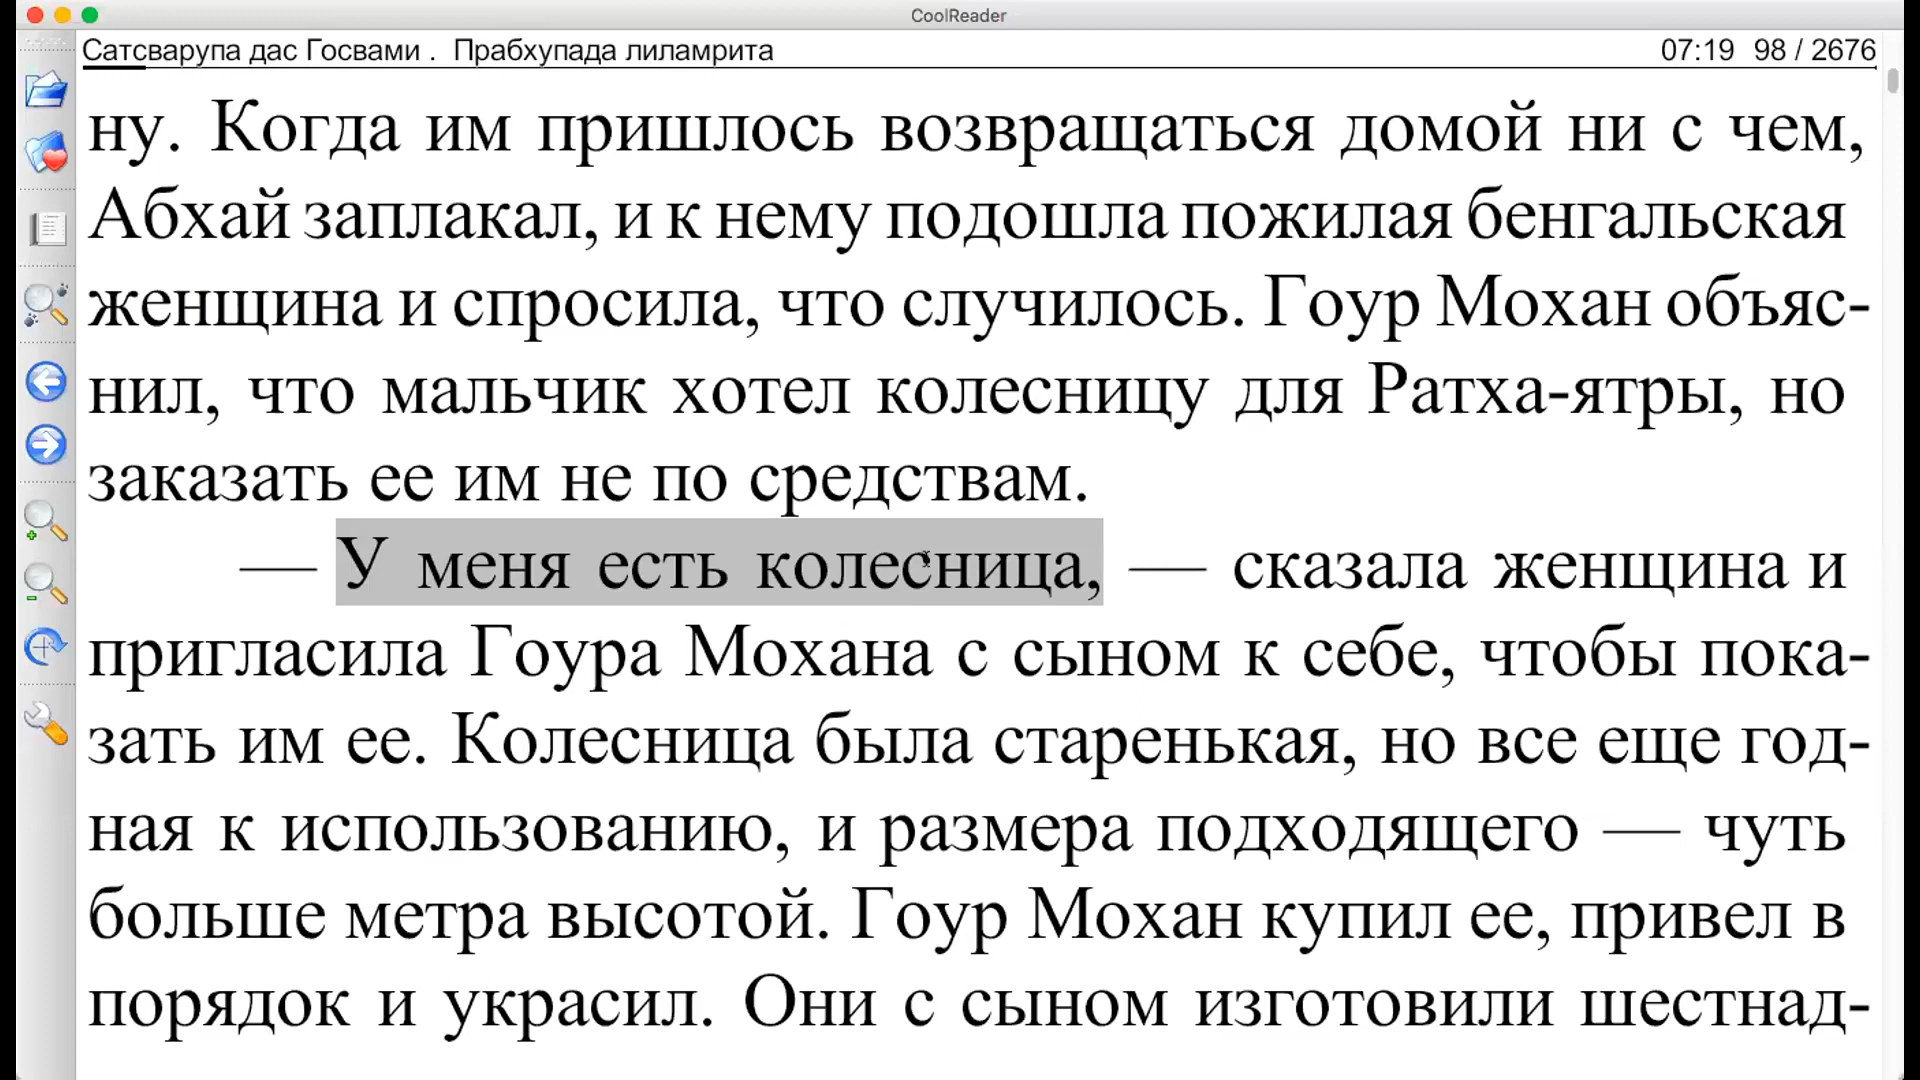 CoolReader
Сатсварупа дас Госвами . Прабхупада лиламрита 07:19 98 / 2676
ну. Когда им пришлось возвращаться домой ни с чем,
Абхай заплакал, и к нему подошла пожилая бенгальская
женщина и спросила, что случилось. Гоур Мохан объяс-
нил, что мальчик хотел колесницу для Ратха-ятры, но
заказать ее им не по средствам.
— У меня есть колесница, — сказала женщина и
пригласила Гоура Мохана с сыном к себе, чтобы пока-
зать им ее. Колесница была старенькая, но все еще год-
ная к использованию, и размера подходящего — чуть
больше метра высотой. Гоур Мохан купил ее, привел в
порядок и украсил. Они с сыном изготовили шестнад-